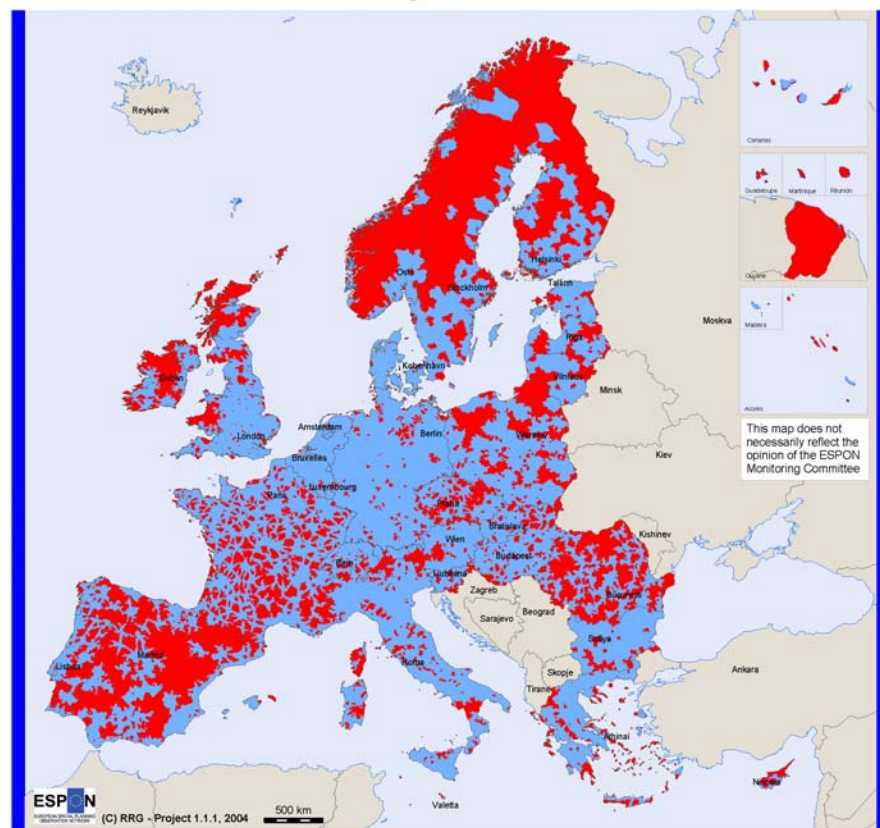 Reykjavik
Canarias
Guadeloupe
Martinique
Réunion
Guyane
Madeira
Acores
This map does not
necessarily reflect the
opinion of the ESPON
Monitoring Committee
Oslo
Helsinki
Stockholm
Tallinn
Moskva
Riga
Dublin
København
Vilnius
Minsk
London
Amsterdam
Berlin
Warszawa
Bruxelles
Kiev
Luxembourg
Praha
Paris
Wien
Bratislava
Kishinev
Bern
Budapest
Ljubljana
Zagreb
Bucuresti
Beograd
Sarajevo
Sofiya
Madrid
Lisboa
Roma
Skopje
Tirane
Ankara
Athinai
Valetta
Nicosia
ESPON
EUROPEAN SPATIAL PLANNING
OBSERVATION NETWORK
(C) RRG - Project 1.1.1, 2004
500 km